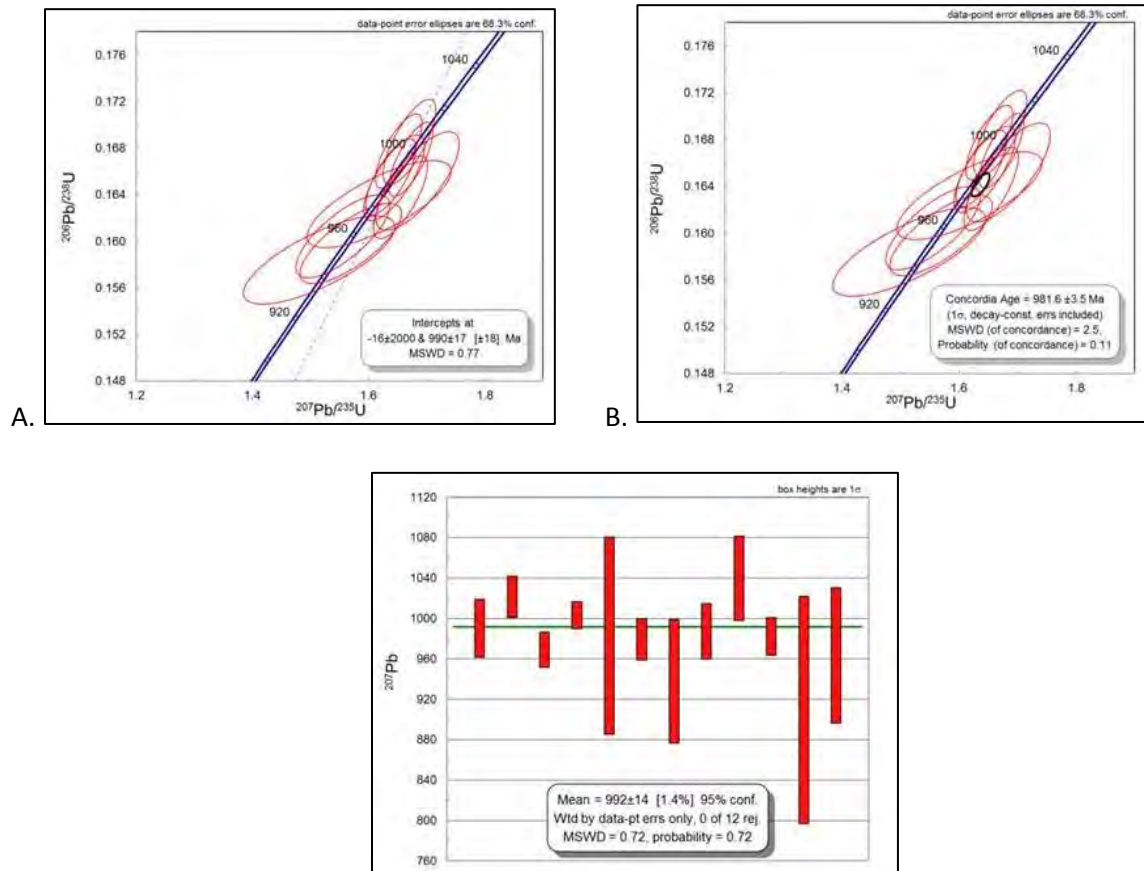 data-point error ellipses are 68.3% conf.
0.176
0.172
0.168
0.164
0.160
0.156
0.152
0.148
1040
1000
960
920
Intercepts at
-16±2000 & 990±17 [±18] Ma
MSWD = 0.77
1.2
1.4
1.6
1.8
²⁰⁶Pb/²³⁸U
²⁰⁷Pb/²³⁵U
A.
data-point error ellipses are 68.3% conf.
0.176
0.172
0.168
0.164
0.160
0.156
0.152
0.148
1040
1000
960
920
Concordia Age = 981.6 ±3.5 Ma
(1σ, decay-const. errs included)
MSWD (of concordance) = 2.5,
Probability (of concordance) = 0.11
1.2
1.4
1.6
1.8
²⁰⁶Pb/²³⁸U
²⁰⁷Pb/²³⁵U
B.
box heights are 1σ
1120
1080
1040
1000
960
920
880
840
800
760
²⁰⁷Pb
Mean = 992±14 [1.4%] 95% conf.
Wtd by data-pt errs only, 0 of 12 rej.
MSWD = 0.72, probability = 0.72